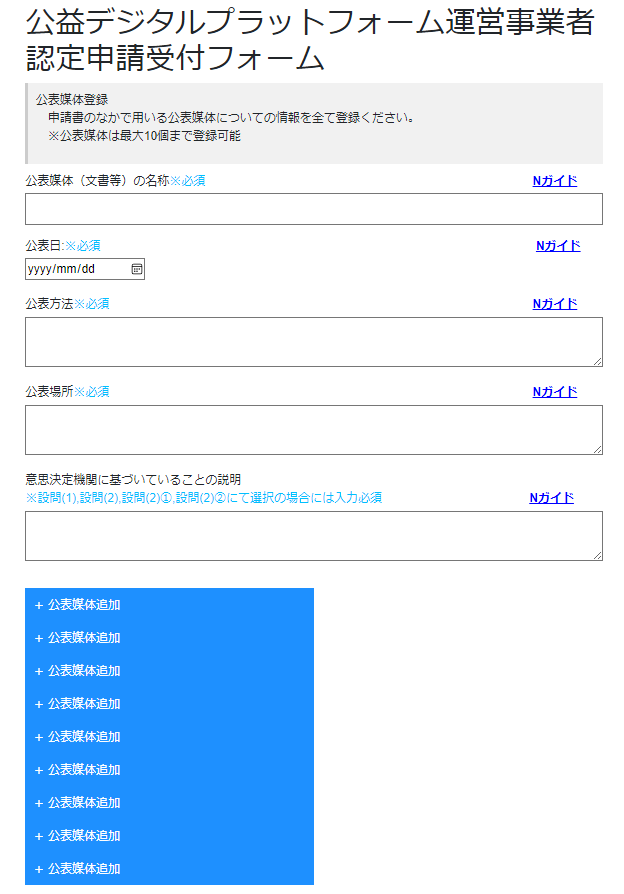 公益デジタルプラットフォーム運営事業者
認定申請受付フォーム
公表媒体登録
申請書のなかで用いる公表媒体についての情報を全て登録ください。
※公表媒体は最大10個まで登録可能
公表媒体（文書等）の名称※必須 Nガイド
公表日:※必須 Nガイド
yyyy/mm/dd
公表方法※必須 Nガイド
公表場所※必須 Nガイド
意思決定機関に基づいていることの説明
※設問(1),設問(2),設問(2)①,設問(2)②にて選択の場合には入力必須 Nガイド
+ 公表媒体追加
+ 公表媒体追加
+ 公表媒体追加
+ 公表媒体追加
+ 公表媒体追加
+ 公表媒体追加
+ 公表媒体追加
+ 公表媒体追加
+ 公表媒体追加